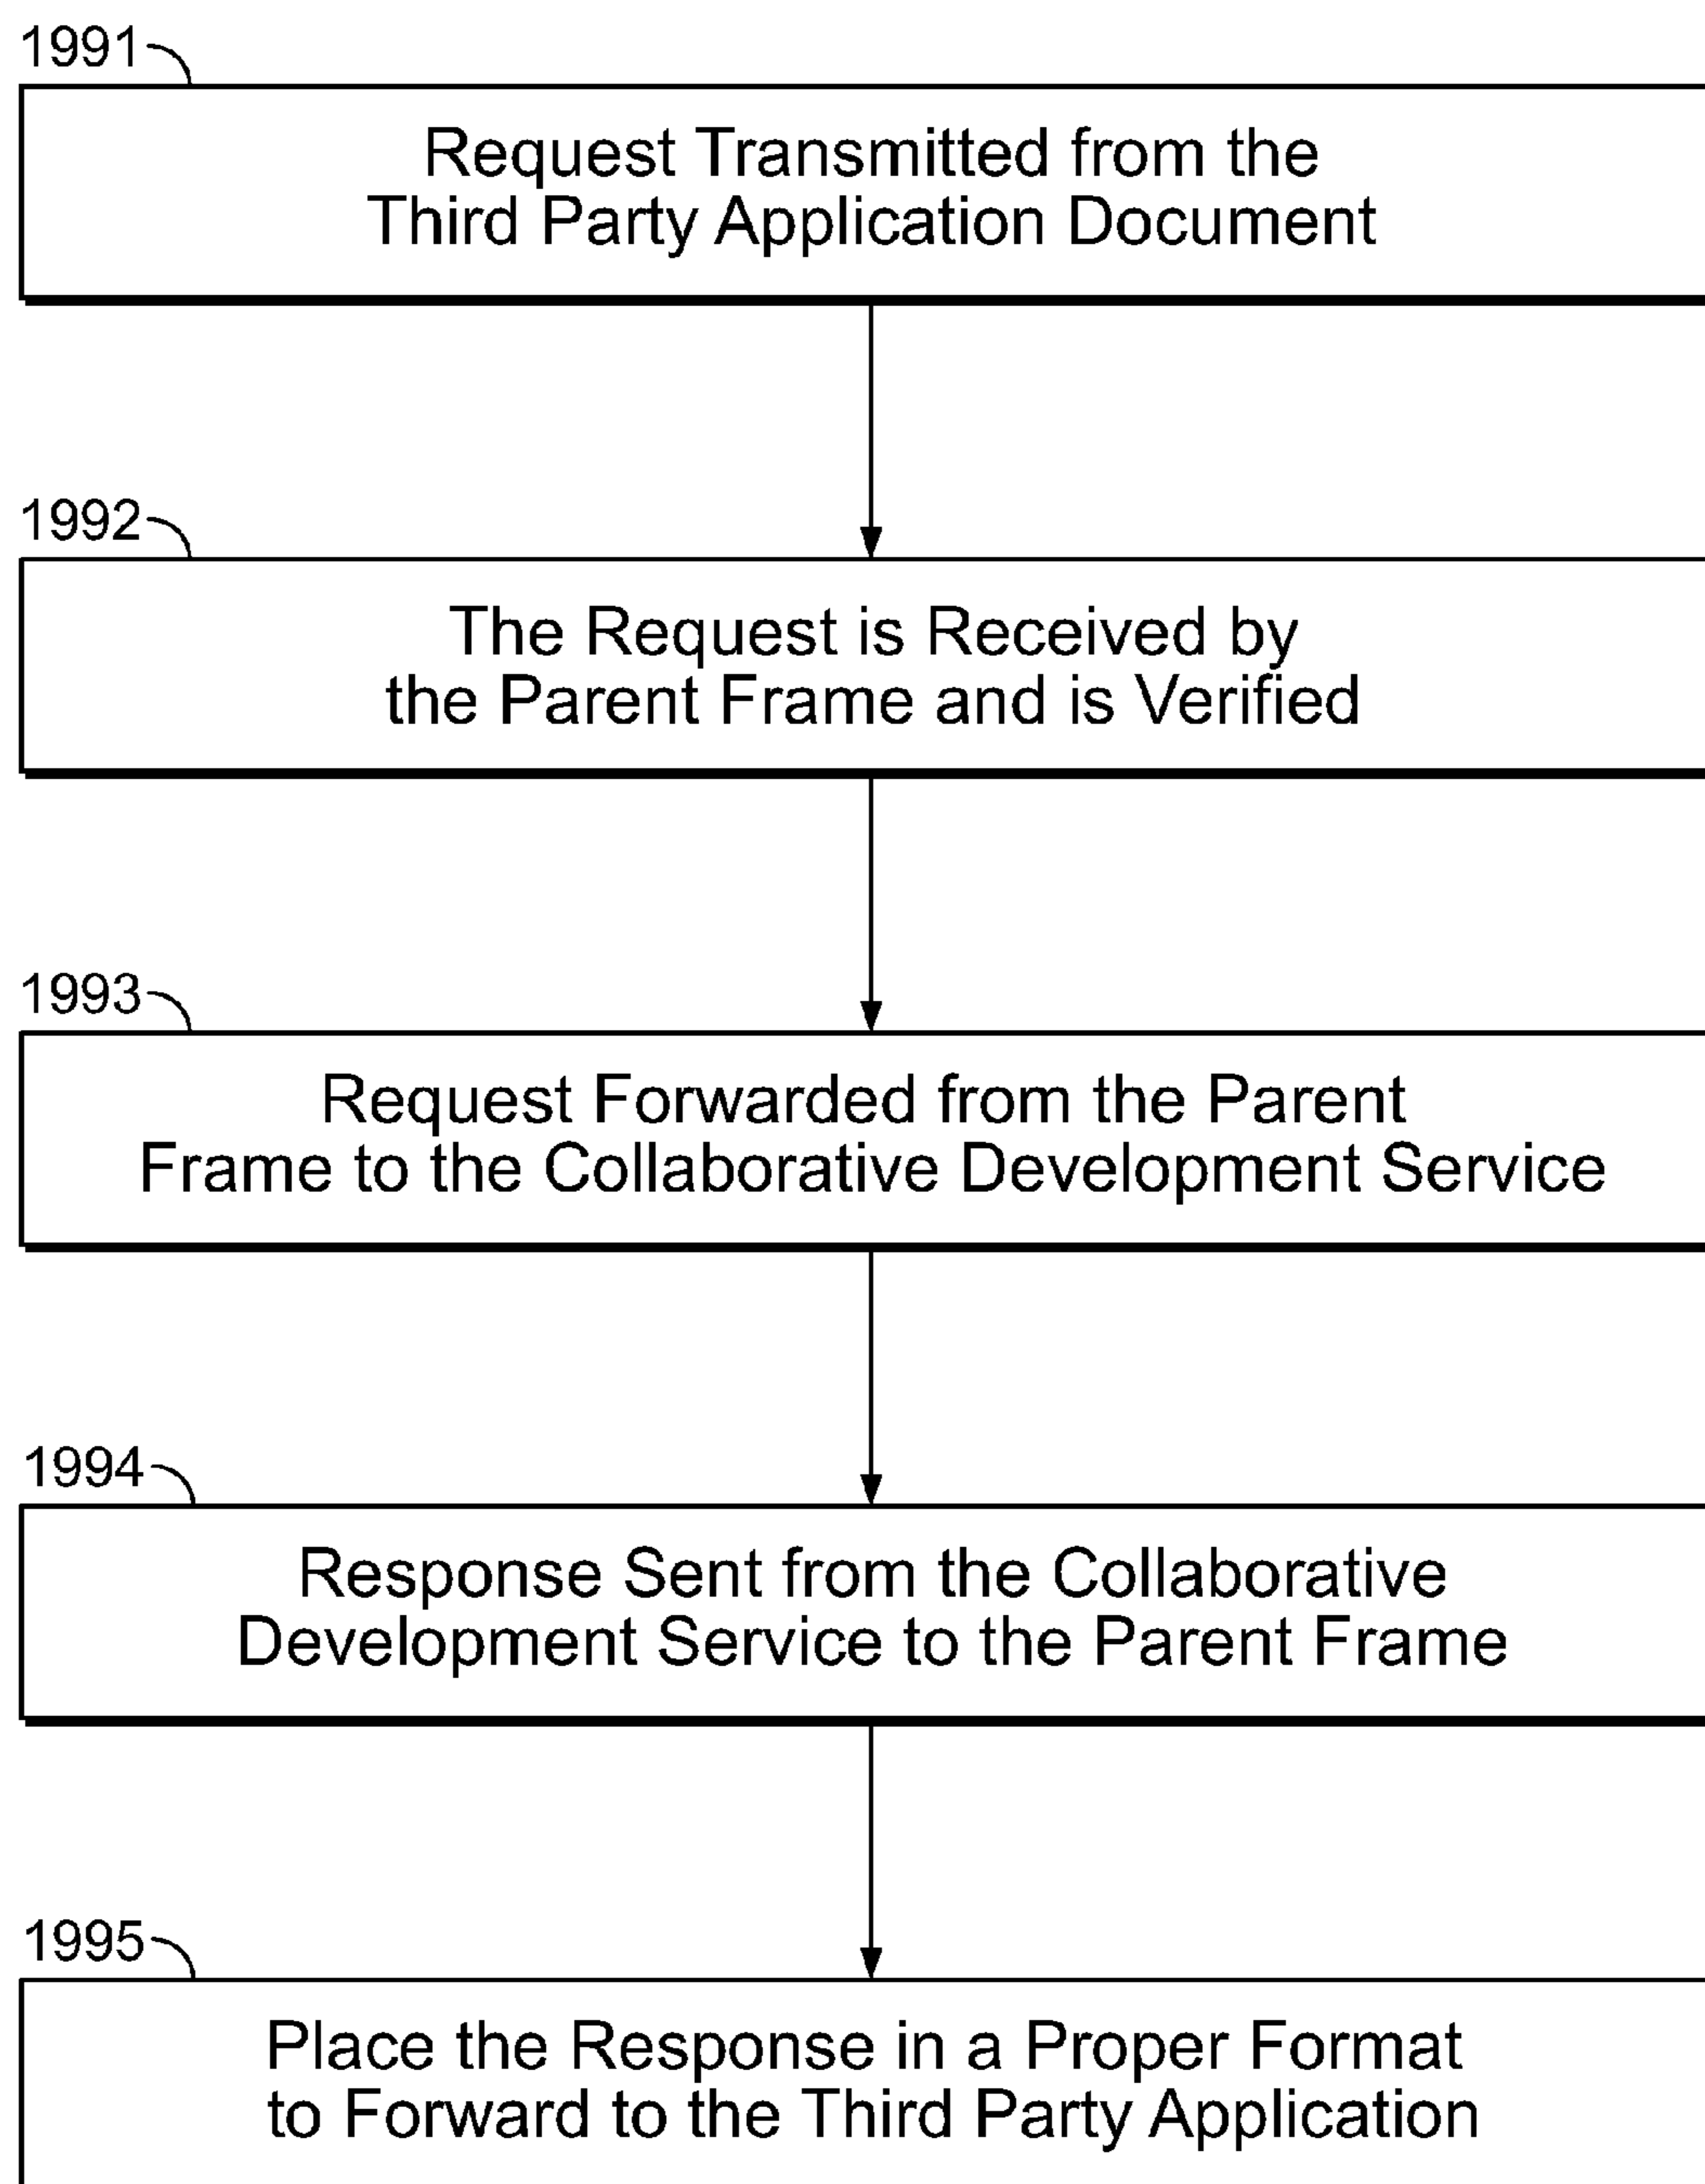 1991
Request Transmitted from the
Third Party Application Document
1992
The Request is Received by
the Parent Frame and is Verified
1993
Request Forwarded from the Parent
Frame to the Collaborative Development Service
1994
Response Sent from the Collaborative
Development Service to the Parent Frame
1995
Place the Response in a Proper Format
to Forward to the Third Party Application